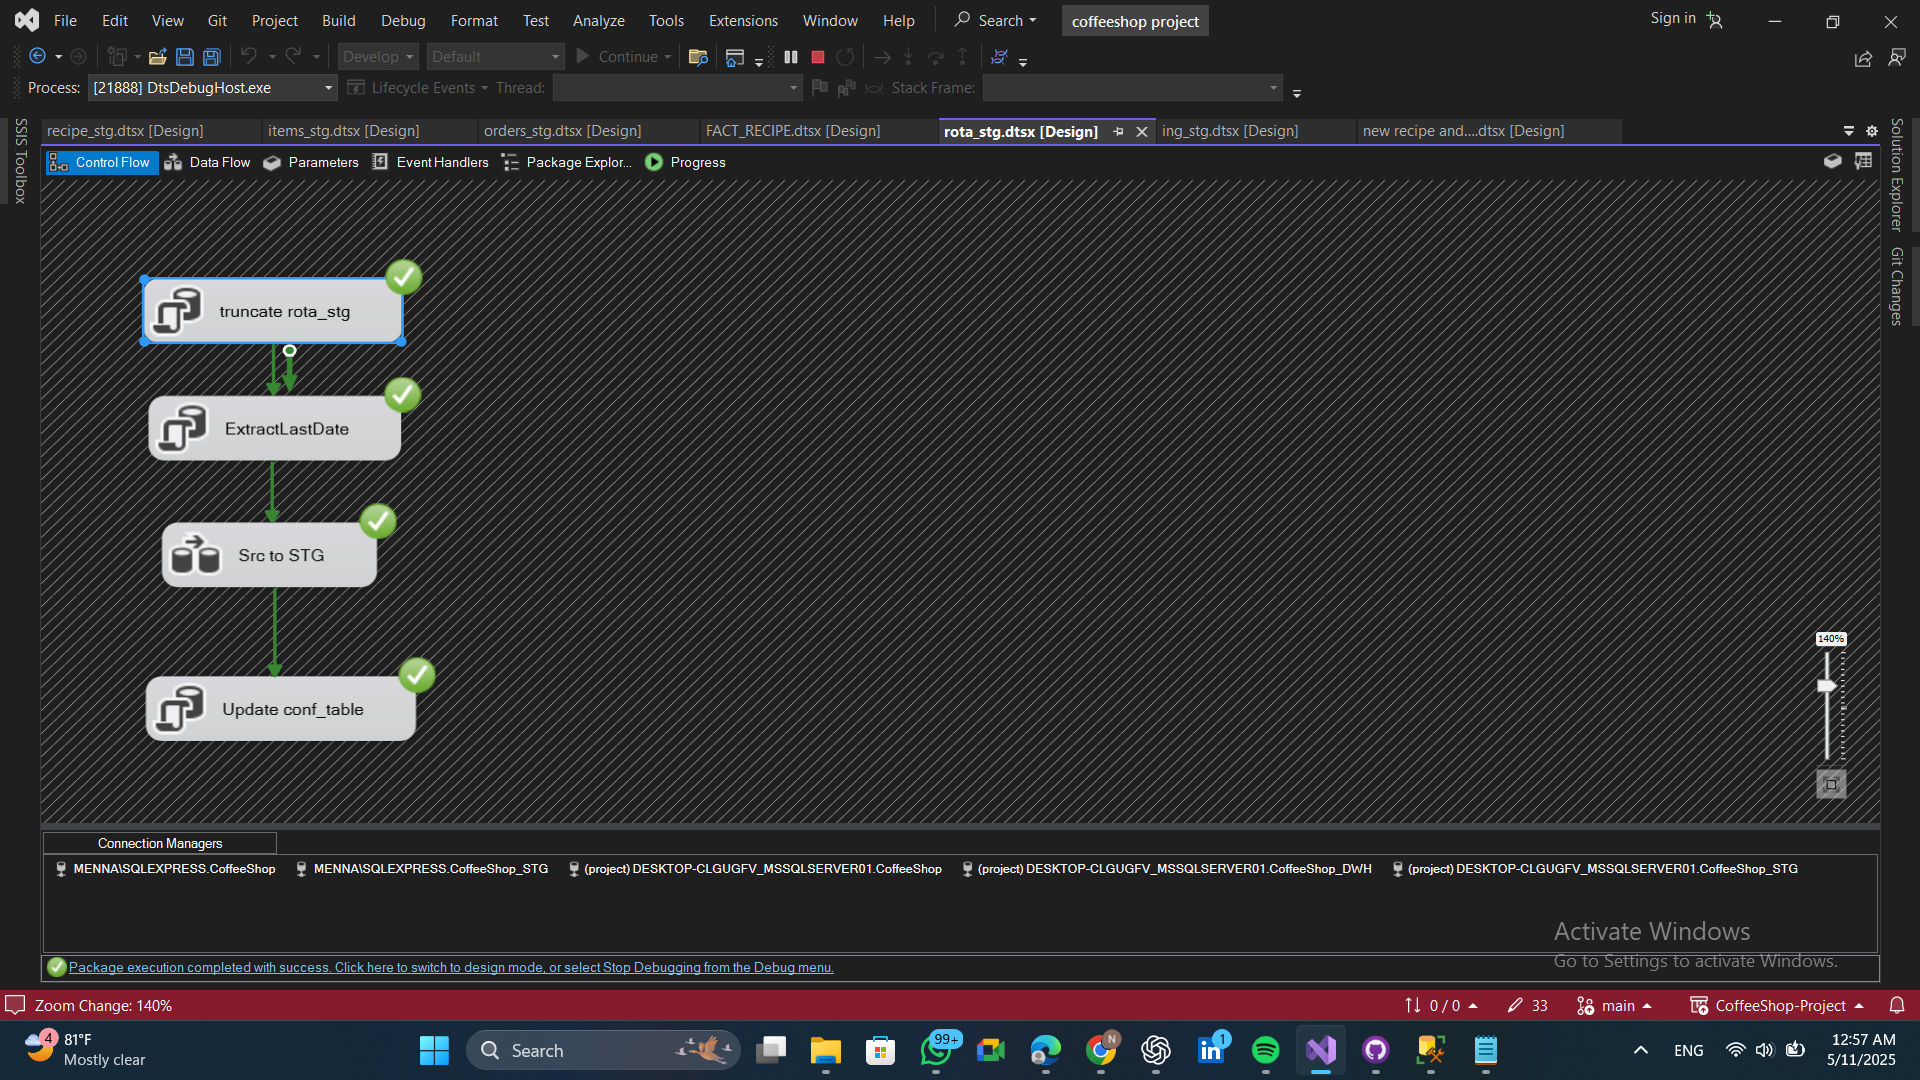 File Edit View Git Project Build Debug Format Test Analyze Tools Extensions Window Help Search coffeeshop project Sign in
Develop Default Continue
Process: [21888] DtsDebugHost.exe Lifecycle Events Thread: Stack Frame:
SSIS Toolbox
recipe_stg.dtsx [Design] items_stg.dtsx [Design] orders_stg.dtsx [Design] FACT_RECIPE.dtsx [Design] rota_stg.dtsx [Design] ing_stg.dtsx [Design] new recipe and....dtsx [Design]
Control Flow Data Flow Parameters Event Handlers Package Explor... Progress
Solution Explorer
Git Changes
truncate rota_stg
ExtractLastDate
Src to STG
Update conf_table
140%
Connection Managers
MENNA\SQLEXPRESS.CoffeeShop MENNA\SQLEXPRESS.CoffeeShop_STG (project) DESKTOP-CLGUGFV_MSSQLSERVER01.CoffeeShop (project) DESKTOP-CLGUGFV_MSSQLSERVER01.CoffeeShop_DWH (project) DESKTOP-CLGUGFV_MSSQLSERVER01.CoffeeShop_STG
Activate Windows
Go to Settings to activate Windows.
Package execution completed with success. Click here to switch to design mode, or select Stop Debugging from the Debug menu.
Zoom Change: 140% 0 / 0 33 main CoffeeShop-Project
4 81°F
Mostly clear
Search
99+
N
1
ENG
12:57 AM
5/11/2025